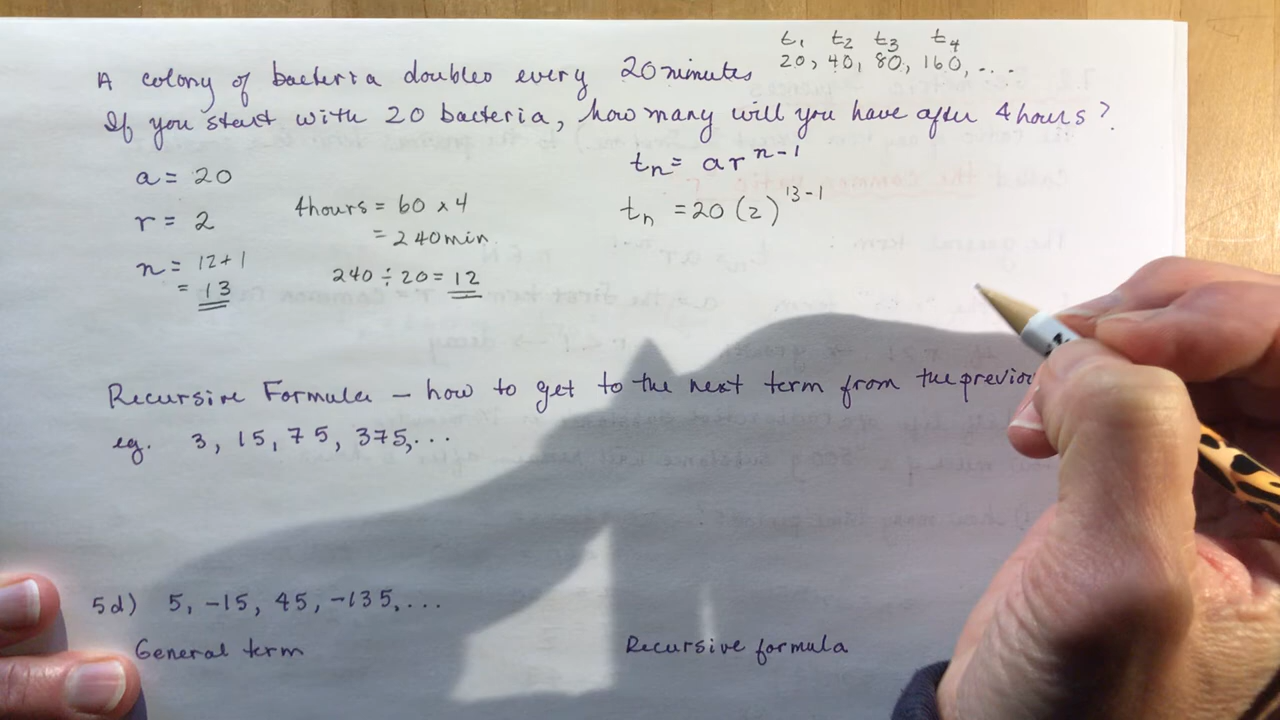 t₁ t₂ t₃ t₄
A colony of bacteria doubles every 20 minutes 20, 40, 80, 160, ...
If you start with 20 bacteria, how many will you have after 4 hours?
tₙ = ar^{n-1}
a = 20
r = 2 4 hours = 60 x 4 tₙ = 20 (2)^{13-1}
= 240 min
n = 12+1
= 13 240 ÷ 20 = 12
Recursive Formula – how to get to the next term from the
eg. 3, 15, 75, 375, ...
5d) 5, -15, 45, -135, ...
General term Recursive formula